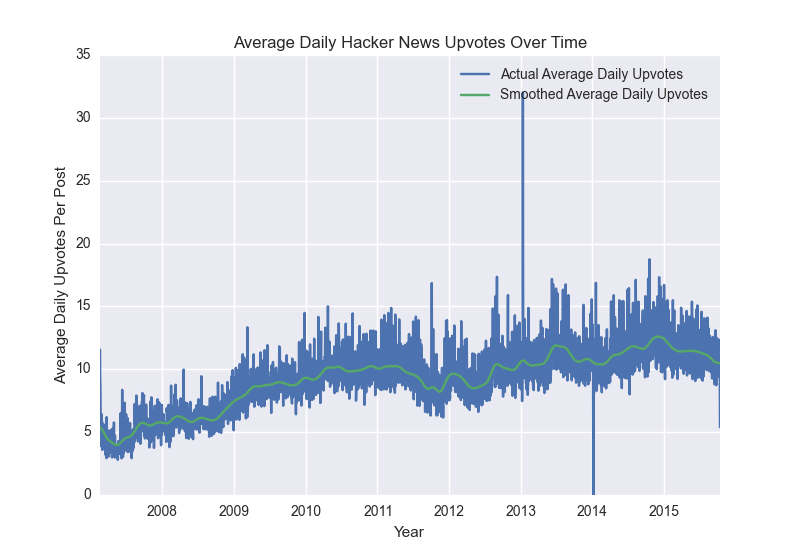 Average Daily Hacker News Upvotes Over Time
35
Actual Average Daily Upvotes
Smoothed Average Daily Upvotes
30
25
20
15
10
5
0
Average Daily Upvotes Per Post
2008 2009 2010 2011 2012 2013 2014 2015
Year